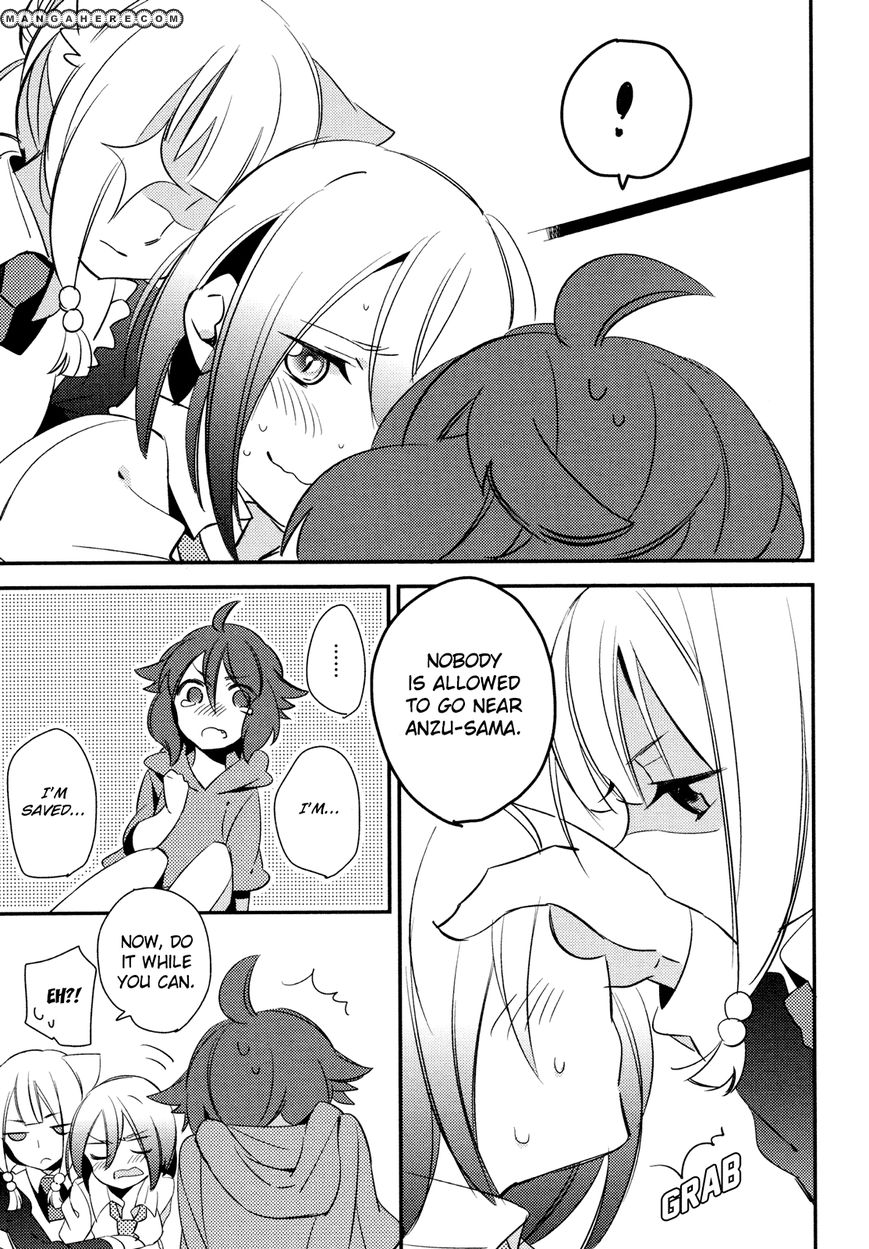 MANGAHERE.COM
!
NOBODY
IS ALLOWED
TO GO NEAR
ANZU-SAMA.
GRAB
......
I'M...
I'M
SAVED...
NOW, DO
IT WHILE
YOU CAN.
EH?!